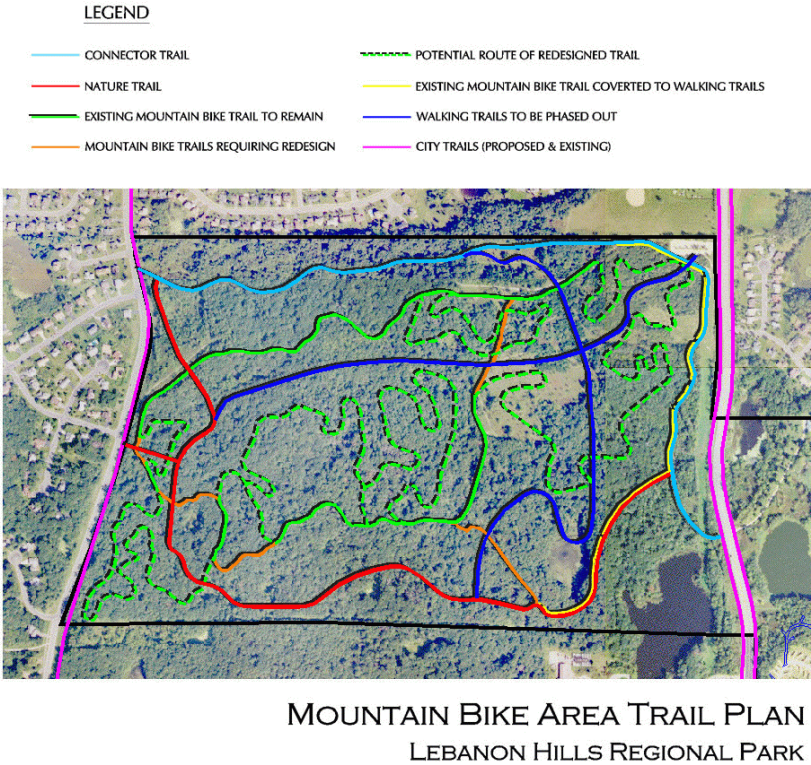 LEGEND
CONNECTOR TRAIL
NATURE TRAIL
EXISTING MOUNTAIN BIKE TRAIL TO REMAIN
MOUNTAIN BIKE TRAILS REQUIRING REDESIGN
POTENTIAL ROUTE OF REDESIGNED TRAIL
EXISTING MOUNTAIN BIKE TRAIL COVERTED TO WALKING TRAILS
WALKING TRAILS TO BE PHASED OUT
CITY TRAILS (PROPOSED & EXISTING)
MOUNTAIN BIKE AREA TRAIL PLAN
LEBANON HILLS REGIONAL PARK